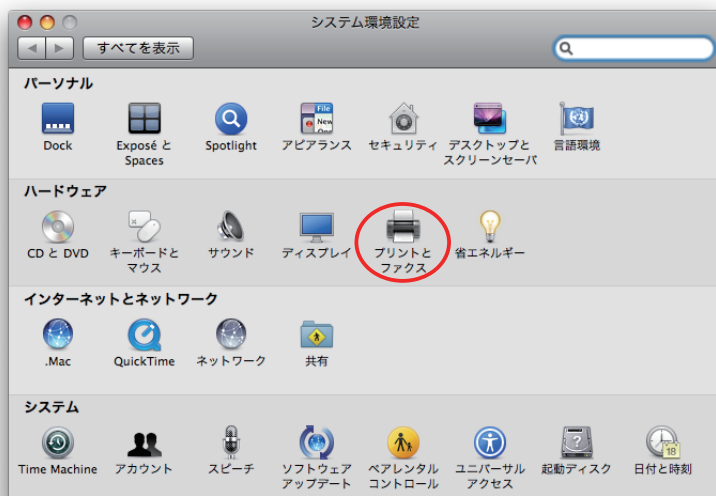 システム環境設定
すべてを表示
パーソナル
Dock
Exposé と
Spaces
Spotlight
アピアランス
セキュリティ
デスクトップと
スクリーンセーバ
言語環境
ハードウェア
CD と DVD
キーボードと
マウス
サウンド
ディスプレイ
プリントと
ファクス
省エネルギー
インターネットとネットワーク
.Mac
QuickTime
ネットワーク
共有
システム
Time Machine
アカウント
スピーチ
ソフトウェア
アップデート
ペアレンタル
コントロール
ユニバーサル
アクセス
起動ディスク
日付と時刻
File
New
18